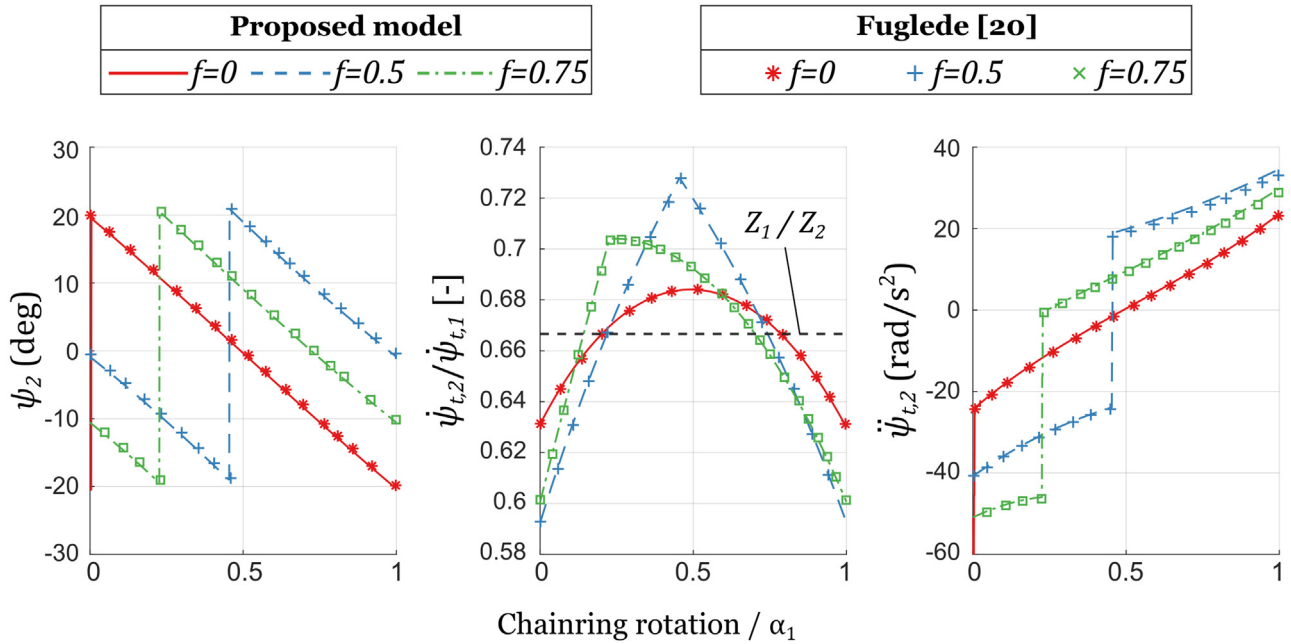 Proposed model
f=0 f=0.5 f=0.75
Fuglede [20]
f=0 f=0.5 f=0.75
ψ₂ (deg)
30
20
10
0
-10
-20
-30
0 0.5 1
ψ̇ₜ,₂/ψ̇ₜ,₁ [-]
0.74
0.72
0.7
0.68
0.66
0.64
0.62
0.6
0.58
Z₁ / Z₂
0 0.5 1
ψ̈ₜ,₂ (rad/s²)
40
20
0
-20
-40
-60
0 0.5 1
Chainring rotation / α₁